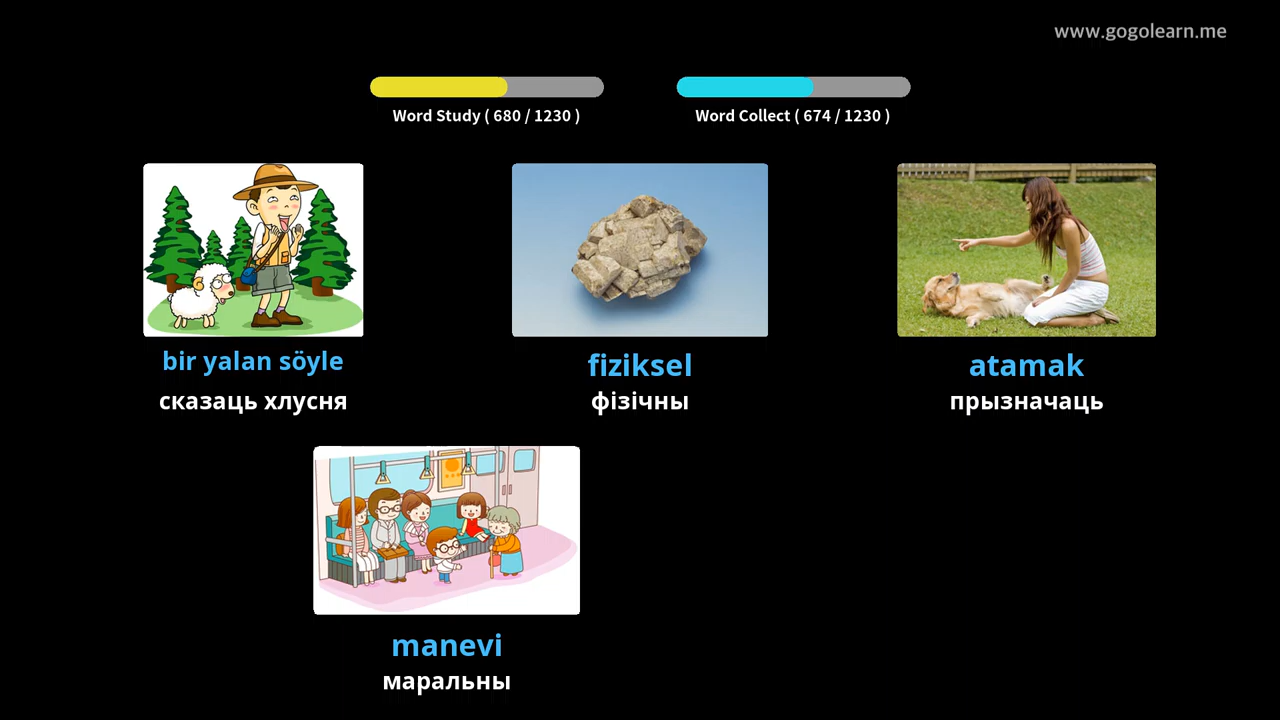 www.gogolearn.me
Word Study ( 680 / 1230 )
Word Collect ( 674 / 1230 )
bir yalan söyle
сказаць хлусня
fiziksel
фізічны
atamak
прызначаць
manevi
маральны